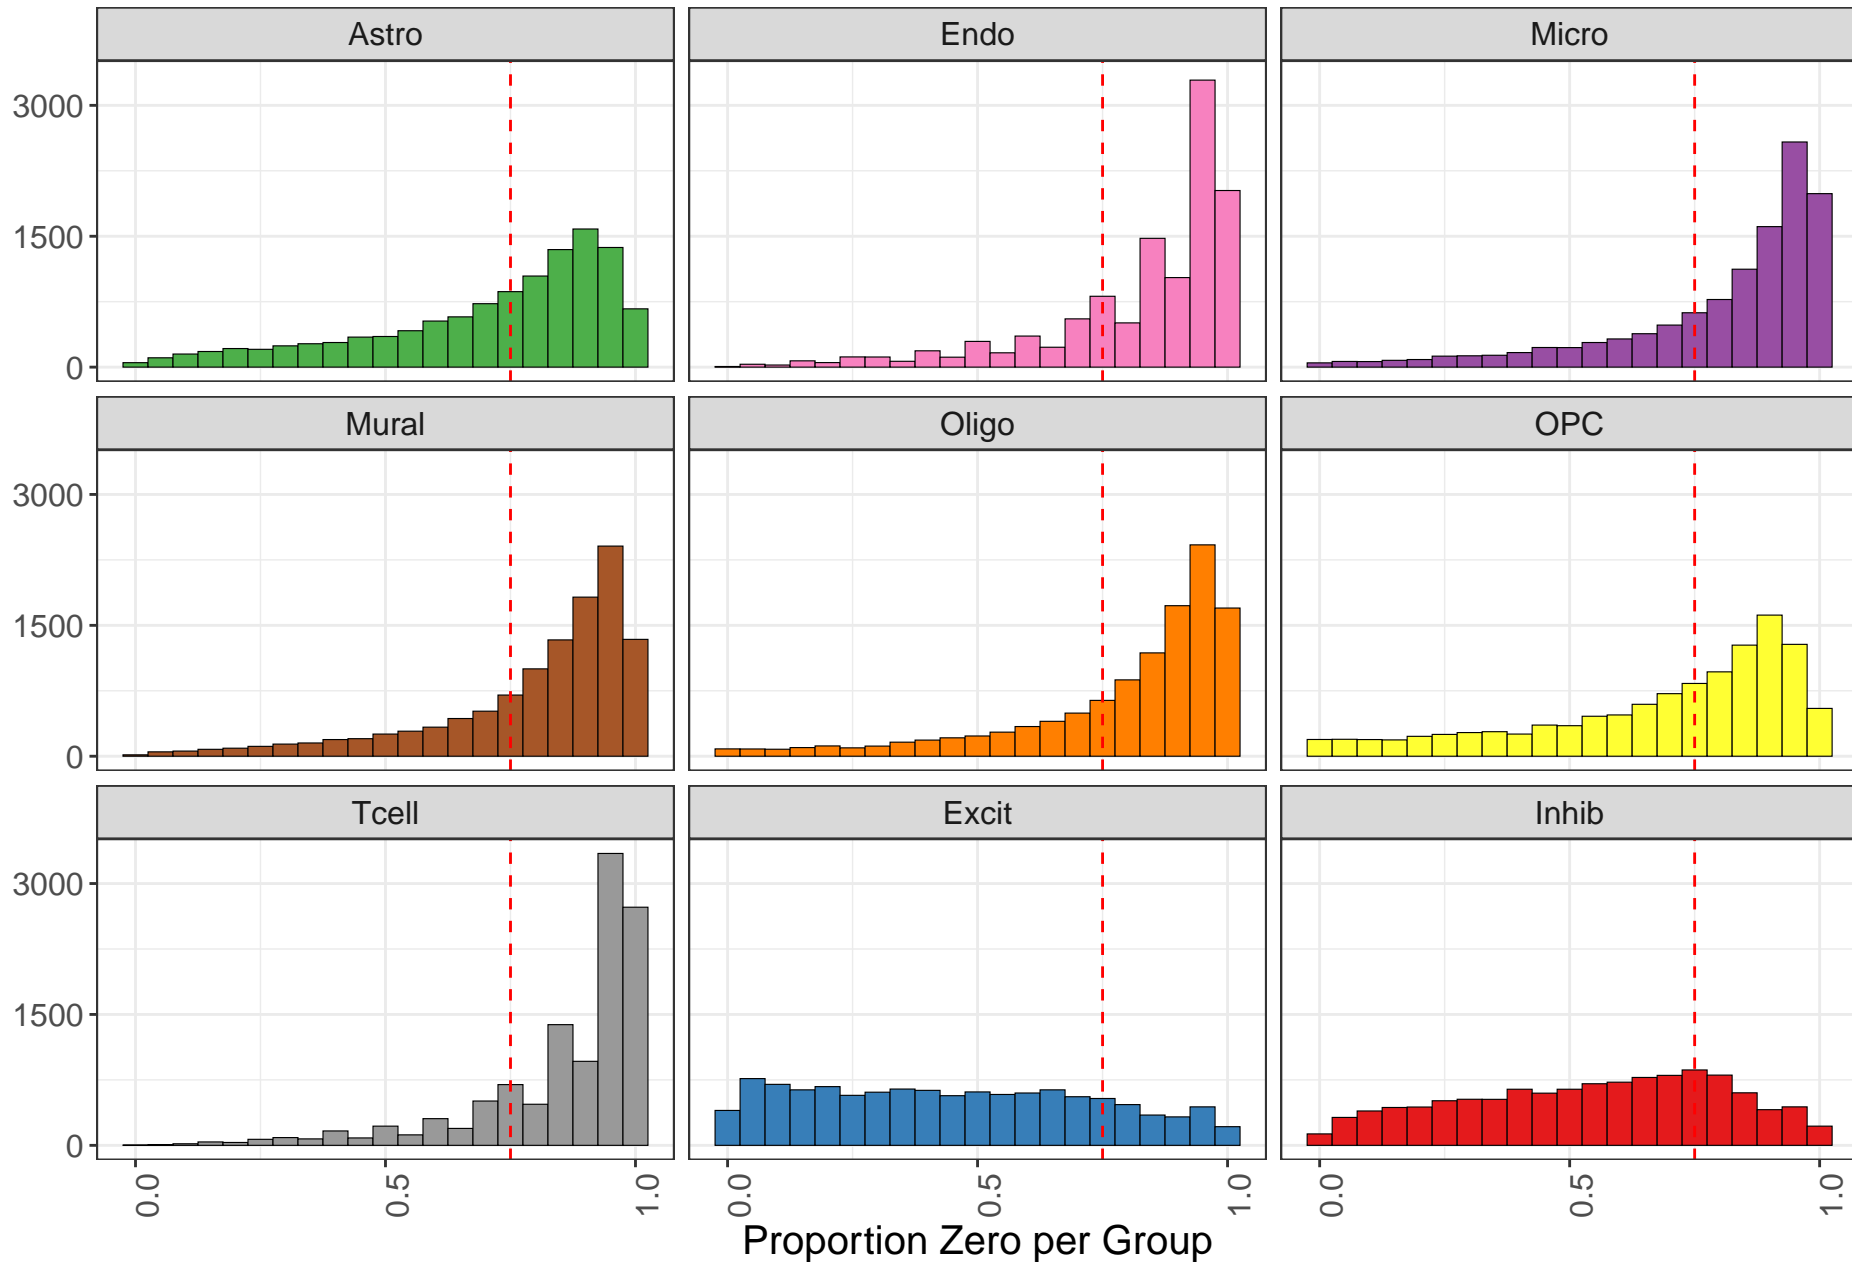 Astro Endo Micro
3000
1500
0
Mural Oligo OPC
3000
1500
0
Tcell Excit Inhib
3000
1500
0
0.0 0.5 1.0 0.0 0.5 1.0 0.0 0.5 1.0
Proportion Zero per Group